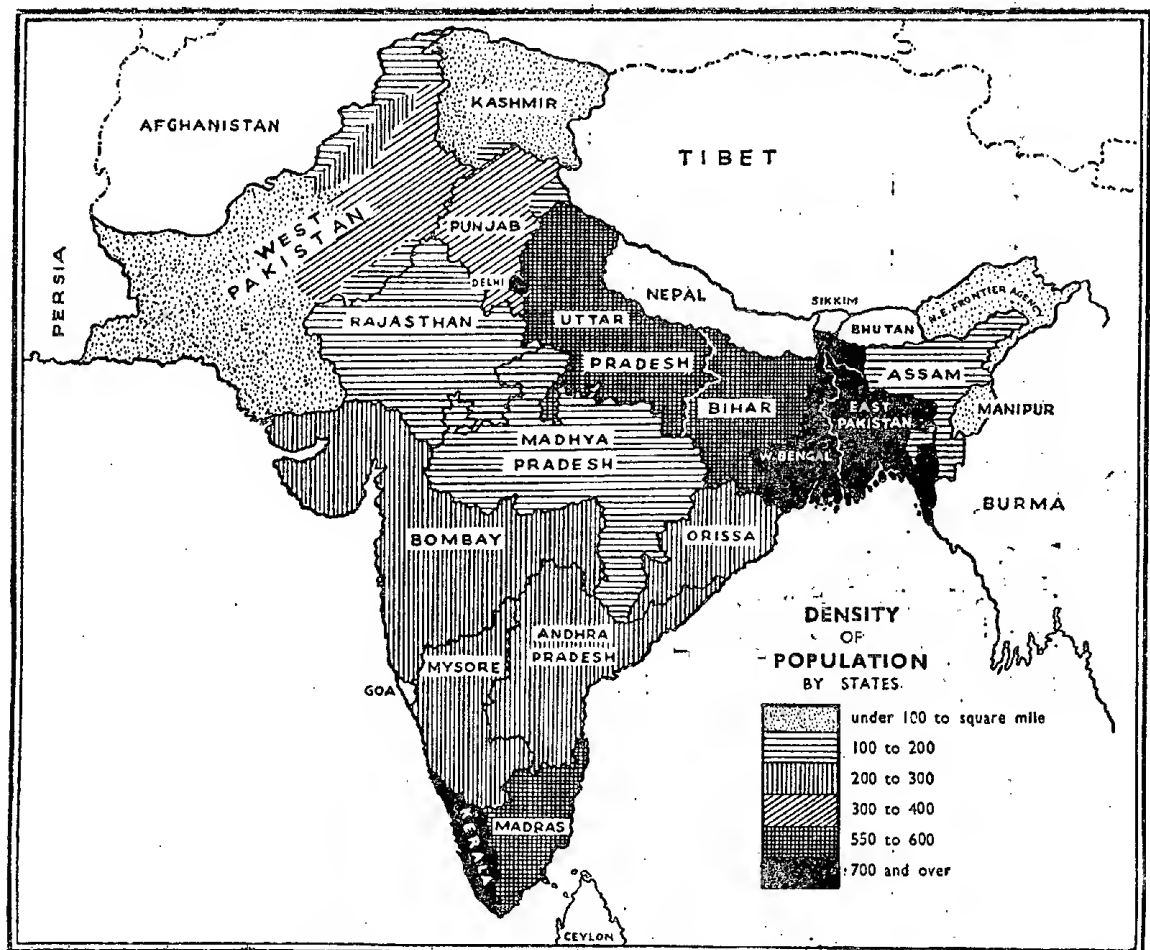 AFGHANISTAN
KASHMIR
TIBET
WEST
PAKISTAN
PUNJAB
PERSIA
DELHI
NEPAL
SIKKIM
BHUTAN
N.E. FRONTIER AGENCY
RAJASTHAN
UTTAR
PRADESH
ASSAM
BIHAR
EAST
PAKISTAN
MANIPUR
MADHYA
PRADESH
W. BENGAL
BURMA
BOMBAY
ORISSA
ANDHRA
PRADESH
MYSORE
GOA
MADRAS
KERALA
CEYLON
DENSITY
OF
POPULATION
BY STATES.
under 100 to square mile
100 to 200
200 to 300
300 to 400
550 to 600
700 and over